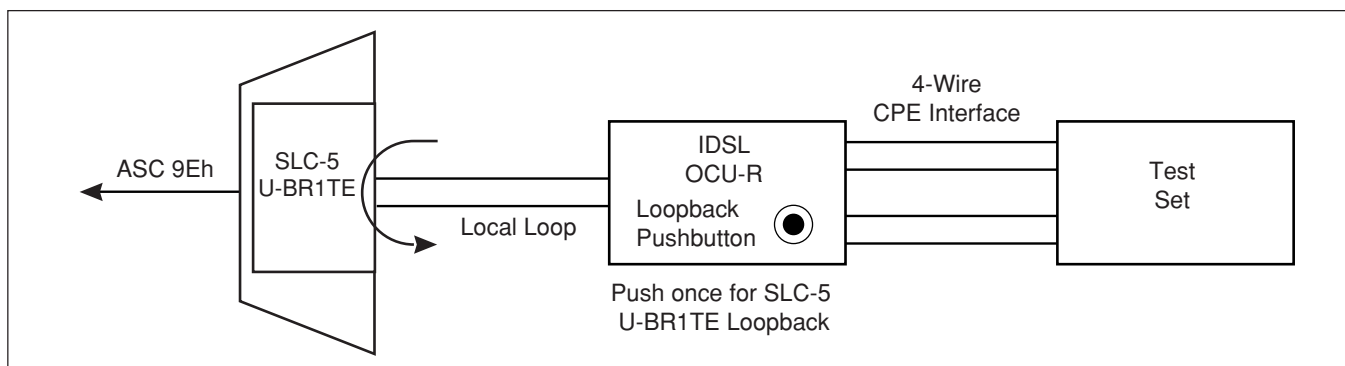 ASC 9Eh
SLC-5
U-BR1TE
Local Loop
IDSL
OCU-R
Loopback
Pushbutton
Push once for SLC-5
U-BR1TE Loopback
4-Wire
CPE Interface
Test
Set